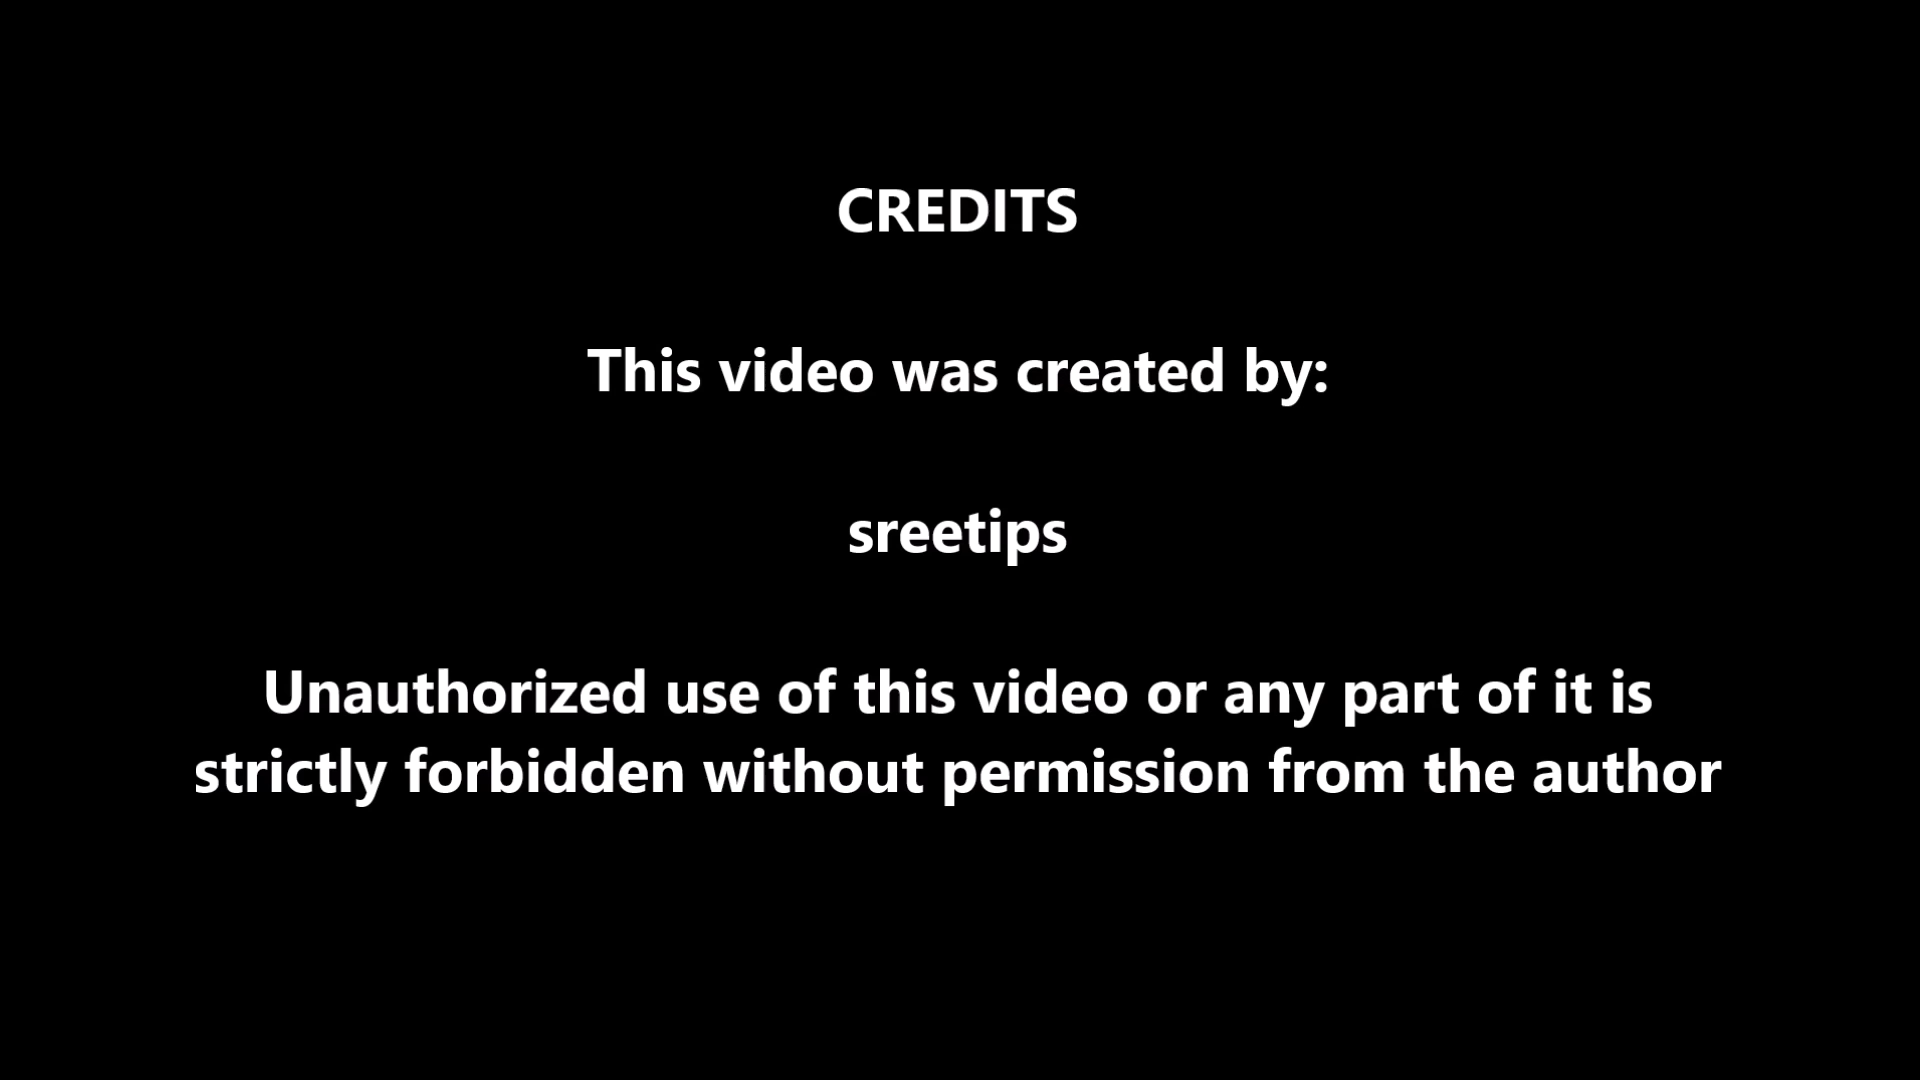 CREDITS
This video was created by:
sreetips
Unauthorized use of this video or any part of it is
strictly forbidden without permission from the author